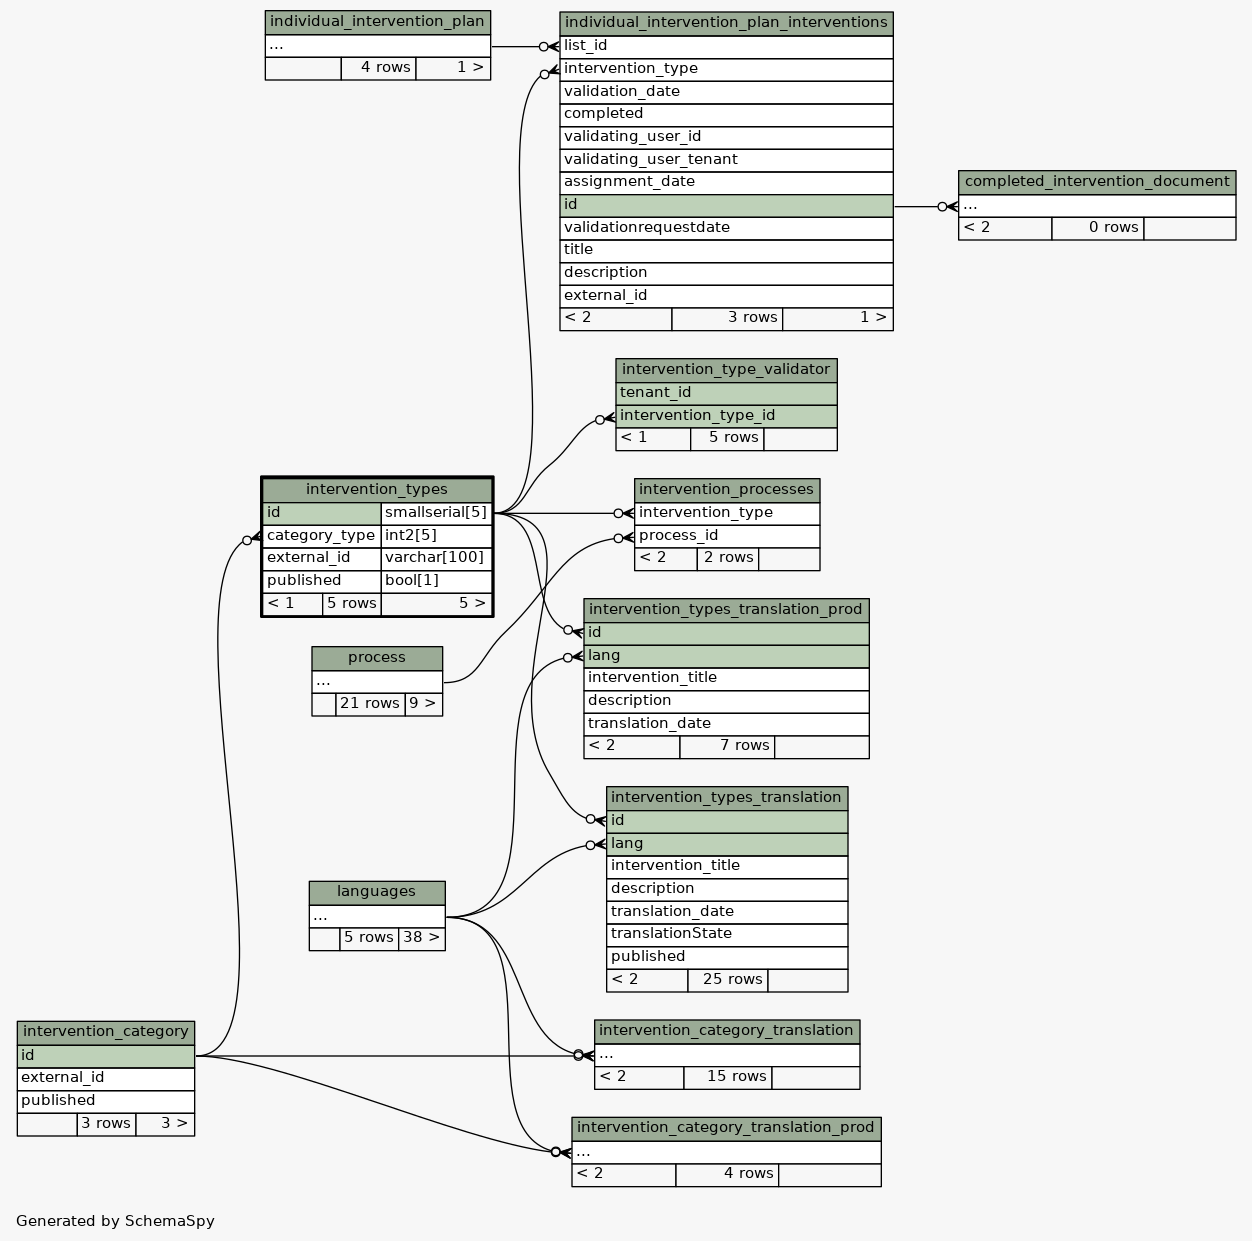 individual_intervention_plan
...
4 rows 1 >
individual_intervention_plan_interventions
list_id
intervention_type
validation_date
completed
validating_user_id
validating_user_tenant
assignment_date
id
validationrequestdate
title
description
external_id
< 2 3 rows 1 >
completed_intervention_document
...
< 2 0 rows
intervention_type_validator
tenant_id
intervention_type_id
< 1 5 rows
intervention_types
id smallserial[5]
category_type int2[5]
external_id varchar[100]
published bool[1]
< 1 5 rows 5 >
intervention_processes
intervention_type
process_id
< 2 2 rows
process
...
21 rows 9 >
intervention_types_translation_prod
id
lang
intervention_title
description
translation_date
< 2 7 rows
intervention_types_translation
id
lang
intervention_title
description
translation_date
translationState
published
< 2 25 rows
languages
...
5 rows 38 >
intervention_category
id
external_id
published
3 rows 3 >
intervention_category_translation
...
< 2 15 rows
intervention_category_translation_prod
...
< 2 4 rows
Generated by SchemaSpy